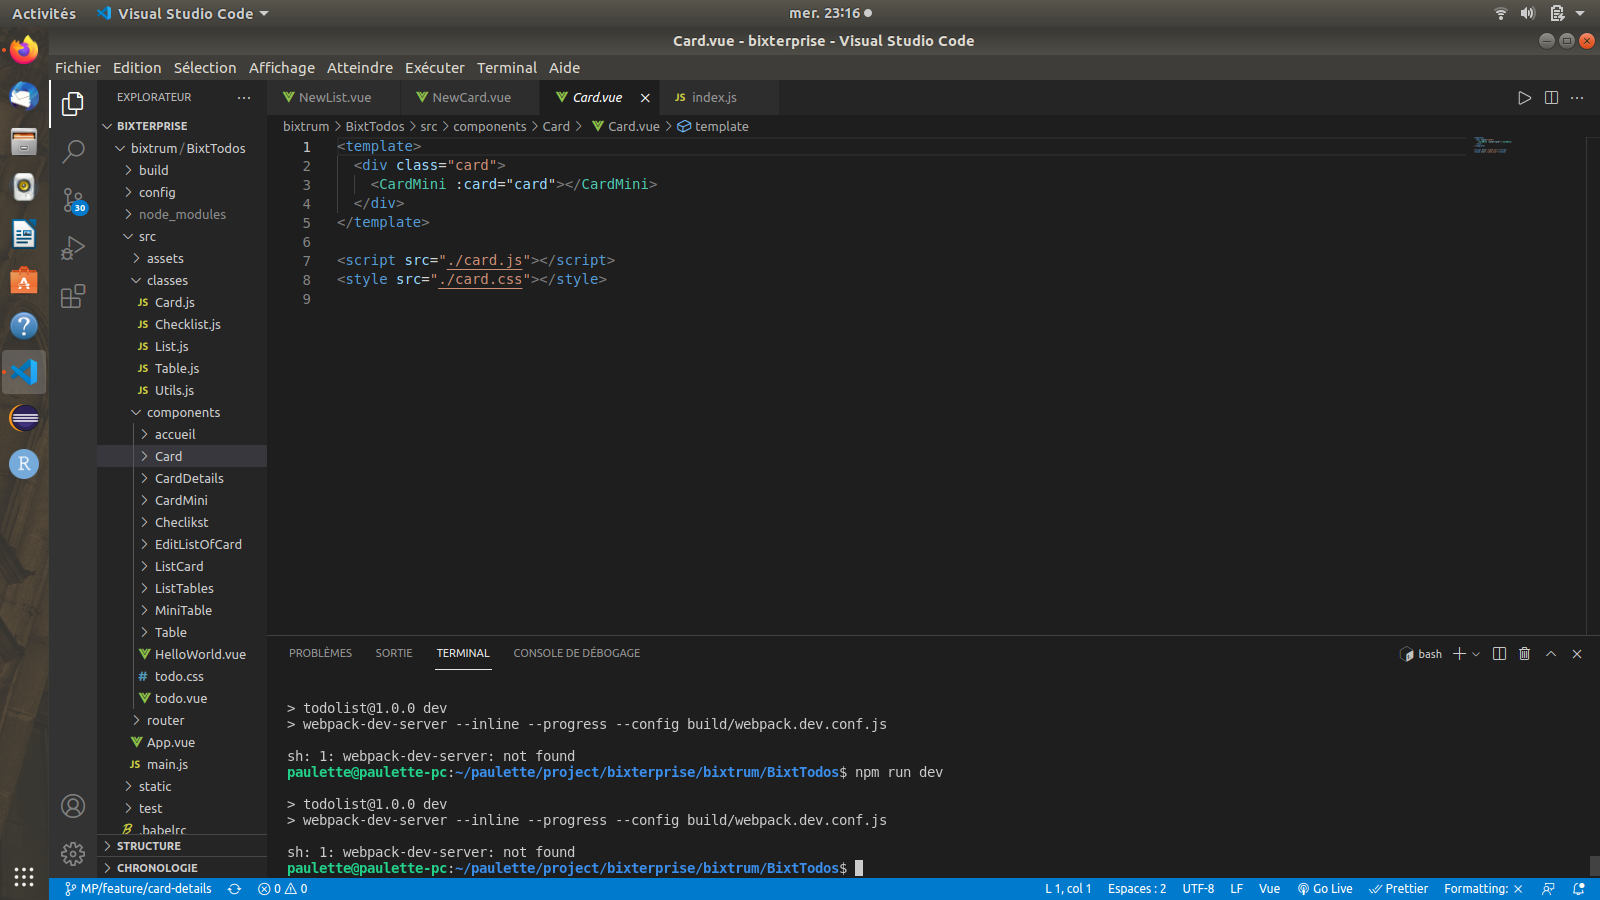 Activités
Visual Studio Code
mer. 23:16
Card.vue - bixterprise - Visual Studio Code
Fichier Edition Sélection Affichage Atteindre Exécuter Terminal Aide
EXPLORATEUR
BIXTERPRISE
bixtrum / BixtTodos
build
config
node_modules
src
assets
classes
JS Card.js
JS Checklist.js
JS List.js
JS Table.js
JS Utils.js
components
accueil
Card
CardDetails
CardMini
Checlikst
EditListOfCard
ListCard
ListTables
MiniTable
Table
HelloWorld.vue
# todo.css
todo.vue
router
App.vue
JS main.js
static
test
.babelrc
STRUCTURE
CHRONOLOGIE
30
R
NewList.vue NewCard.vue Card.vue JS index.js
bixtrum > BixtTodos > src > components > Card > Card.vue > template
1 <template>
2 <div class="card">
3 <CardMini :card="card"></CardMini>
4 </div>
5 </template>
6
7 <script src="./card.js"></script>
8 <style src="./card.css"></style>
9
PROBLÈMES SORTIE TERMINAL CONSOLE DE DÉBOGAGE
bash
> todolist@1.0.0 dev
> webpack-dev-server --inline --progress --config build/webpack.dev.conf.js
sh: 1: webpack-dev-server: not found
paulette@paulette-pc:~/paulette/project/bixterprise/bixtrum/BixtTodos$ npm run dev
> todolist@1.0.0 dev
> webpack-dev-server --inline --progress --config build/webpack.dev.conf.js
sh: 1: webpack-dev-server: not found
paulette@paulette-pc:~/paulette/project/bixterprise/bixtrum/BixtTodos$
MP/feature/card-details 0 0 L 1, col 1 Espaces : 2 UTF-8 LF Vue Go Live Prettier Formatting: ×